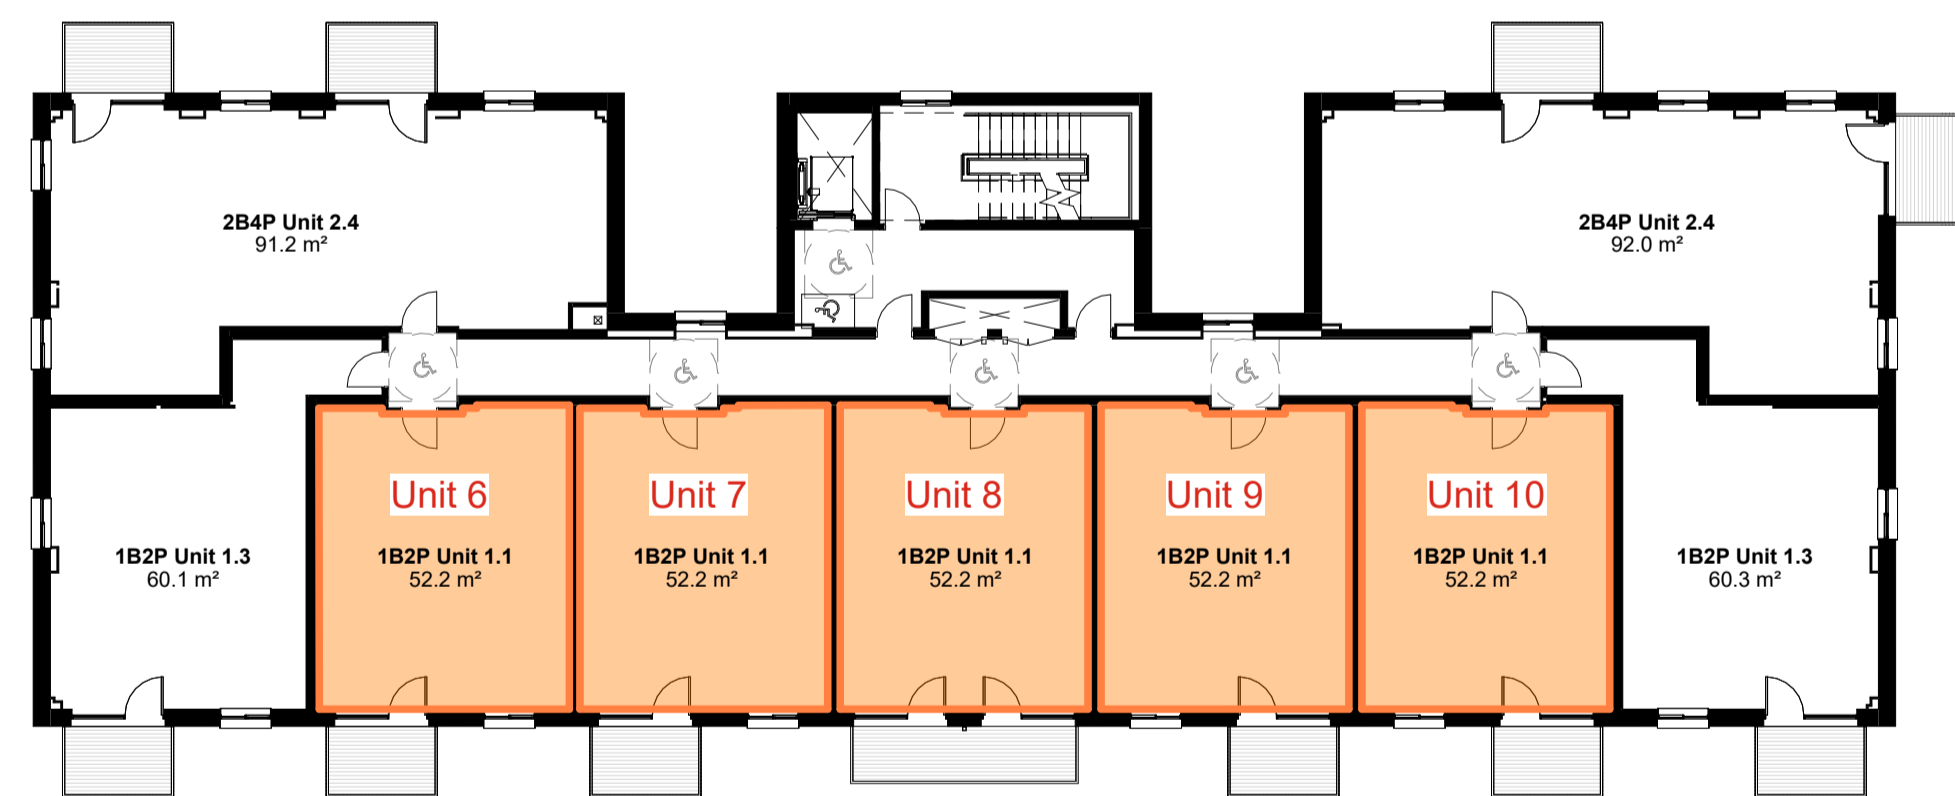 2B4P Unit 2.4
91.2 m²
2B4P Unit 2.4
92.0 m²
Unit 6
Unit 7
Unit 8
Unit 9
Unit 10
1B2P Unit 1.3
60.1 m²
1B2P Unit 1.1
52.2 m²
1B2P Unit 1.1
52.2 m²
1B2P Unit 1.1
52.2 m²
1B2P Unit 1.1
52.2 m²
1B2P Unit 1.1
52.2 m²
1B2P Unit 1.3
60.3 m²